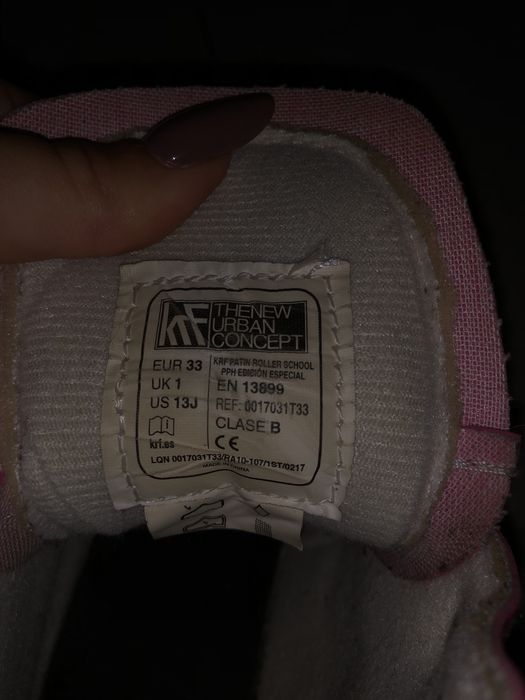 KRF THENEW
URBAN
CONCEPT
EUR 33
UK 1
US 13J
krf.es
KRF PATIN ROLLER SCHOOL
PPH EDICIÓN ESPECIAL
EN 13899
REF: 0017031T33
CLASE B
CE
LQN 0017031T33/RA10-107/1ST/0217
MADE IN CHINA